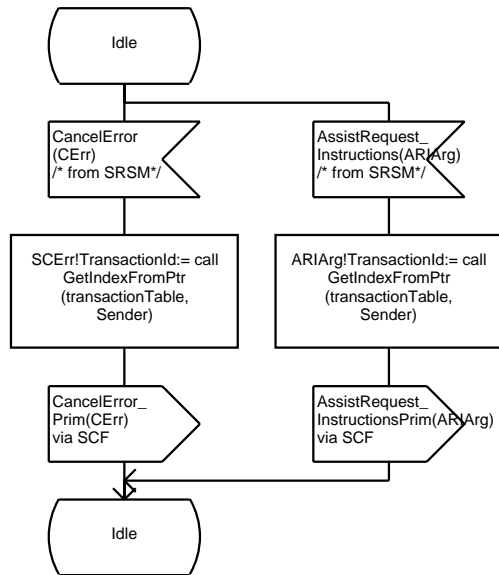 Idle
CancelError
(CErr)
/* from SRSM*/
AssistRequest_
Instructions(ARIArg)
/* from SRSM*/
SCErr!TransactionId:= call
GetIndexFromPtr
(transactionTable,
Sender)
ARIArg!TransactionId:= call
GetIndexFromPtr
(transactionTable,
Sender)
CancelError_
Prim(CErr)
via SCF
AssistRequest_
InstructionsPrim(ARIArg)
via SCF
Idle